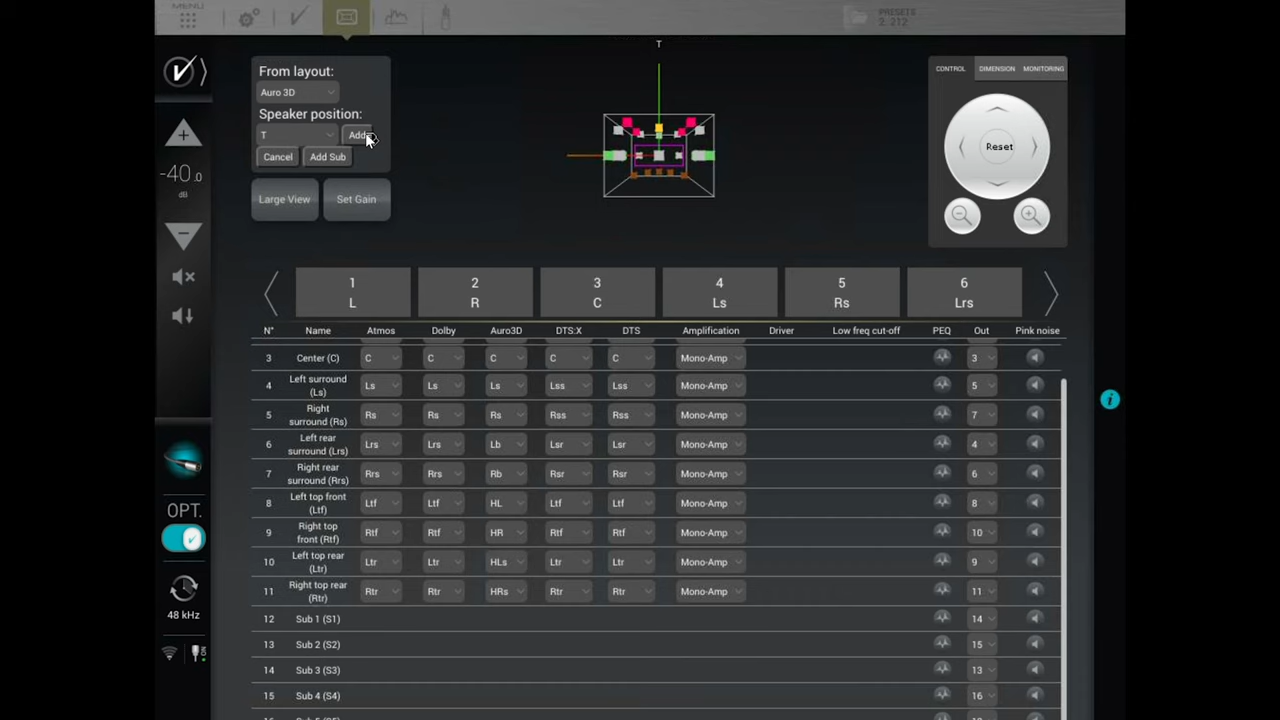 MENU
PRESETS
2. 212
T
From layout:
Auro 3D
Speaker position:
T
Add
Cancel
Add Sub
Large View
Set Gain
CONTROL
DIMENSION
MONITORING
Reset
-40.0
dB
OPT.
48 kHz
ON
1
L
2
R
3
C
4
Ls
5
Rs
6
Lrs
N° Name Atmos Dolby Auro3D DTS:X DTS Amplification Driver Low freq cut-off PEQ Out Pink noise
3 Center (C) C C C C C Mono-Amp 3
4 Left surround (Ls) Ls Ls Ls Lss Lss Mono-Amp 5
5 Right surround (Rs) Rs Rs Rs Rss Rss Mono-Amp 7
6 Left rear surround (Lrs) Lrs Lrs Lb Lsr Lsr Mono-Amp 4
7 Right rear surround (Rrs) Rrs Rrs Rb Rsr Rsr Mono-Amp 6
8 Left top front (Ltf) Ltf Ltf HL Ltf Ltf Mono-Amp 8
9 Right top front (Rtf) Rtf Rtf HR Rtf Rtf Mono-Amp 10
10 Left top rear (Ltr) Ltr Ltr HLs Ltr Ltr Mono-Amp 9
11 Right top rear (Rtr) Rtr Rtr HRs Rtr Rtr Mono-Amp 11
12 Sub 1 (S1) 14
13 Sub 2 (S2) 15
14 Sub 3 (S3) 13
15 Sub 4 (S4) 16
i